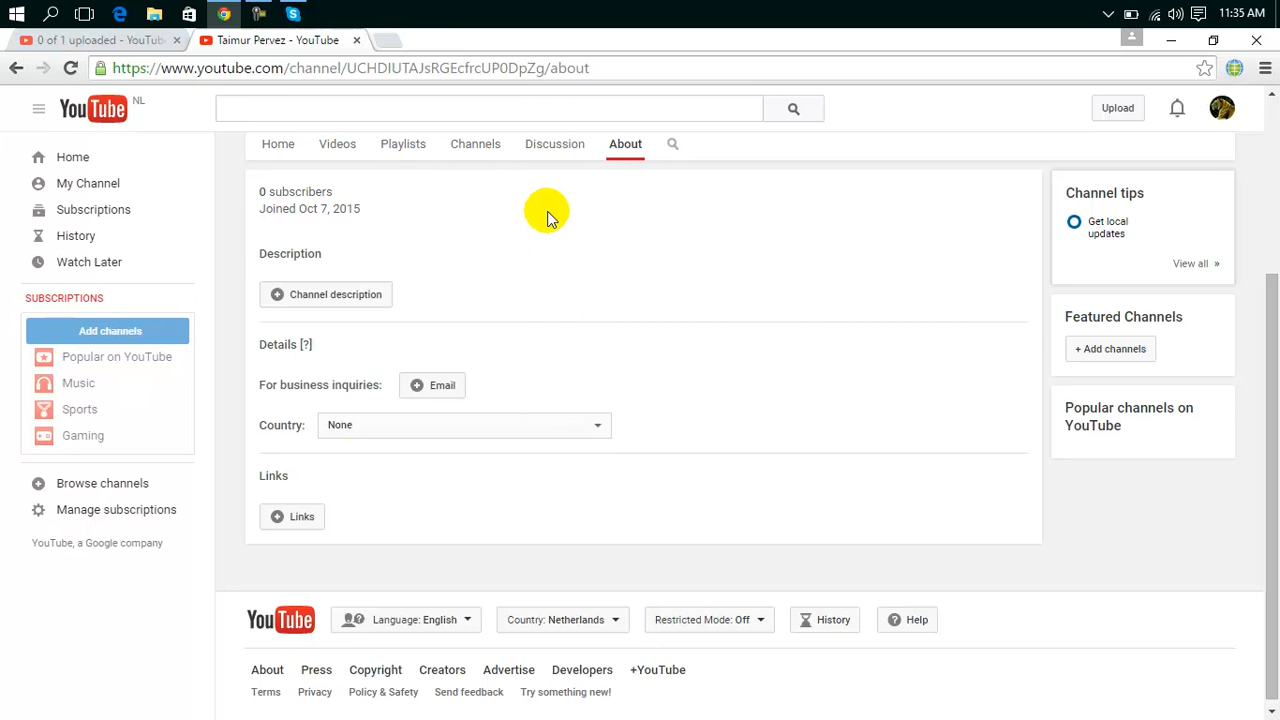 11:35 AM
0 of 1 uploaded - YouTub
Taimur Pervez - YouTube
https://www.youtube.com/channel/UCHDIUTAJsRGEcfrcUP0DpZg/about
YouTube NL
Upload
Home
My Channel
Subscriptions
History
Watch Later
SUBSCRIPTIONS
Add channels
Popular on YouTube
Music
Sports
Gaming
Browse channels
Manage subscriptions
YouTube, a Google company
Home Videos Playlists Channels Discussion About
0 subscribers
Joined Oct 7, 2015
Description
Channel description
Details [?]
For business inquiries: Email
Country: None
Links
Links
Channel tips
Get local
updates
View all »
Featured Channels
+ Add channels
Popular channels on
YouTube
YouTube Language: English Country: Netherlands Restricted Mode: Off History Help
About Press Copyright Creators Advertise Developers +YouTube
Terms Privacy Policy & Safety Send feedback Try something new!